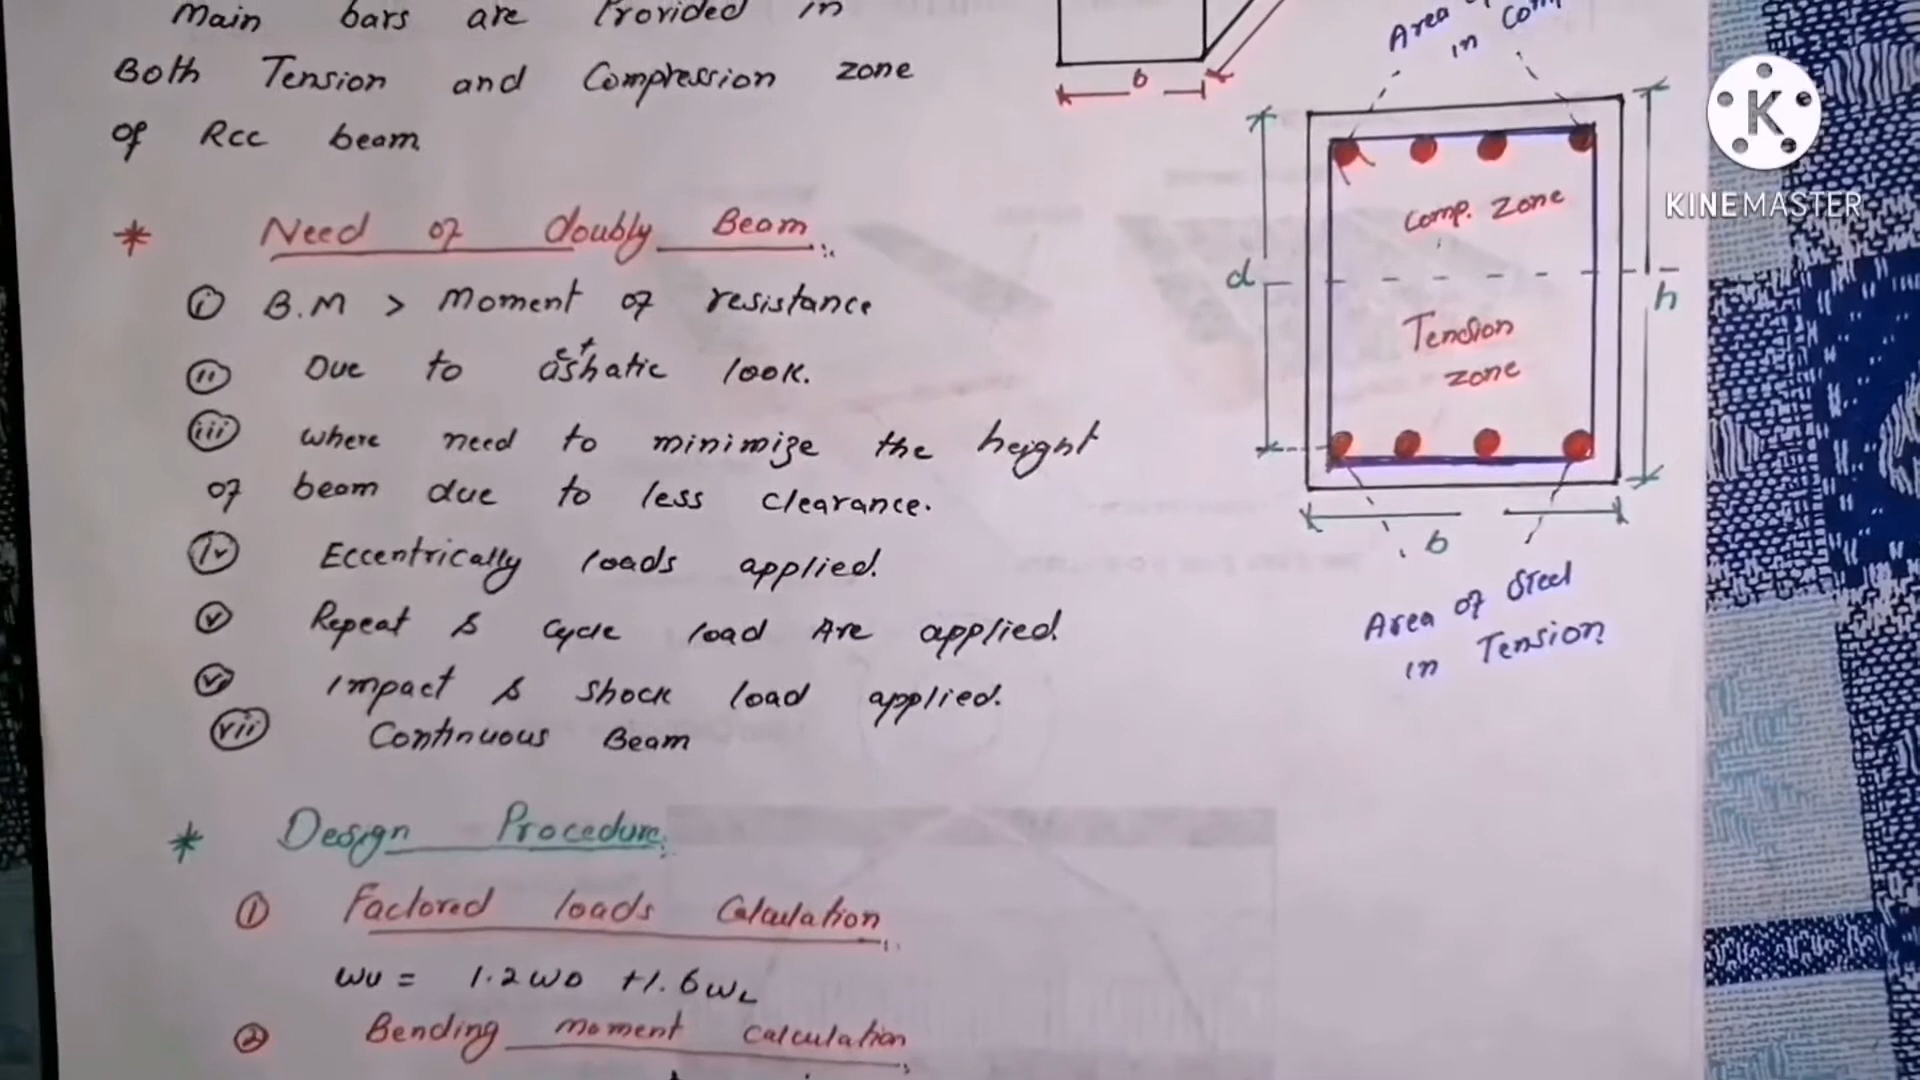 Main bars are Provided in
Both Tension and Compression zone
of Rcc beam
* Need of doubly Beam
(i) B.M > Moment of resistance
(ii) Due to ashatic look.
et
(iii) where need to minimize the height
of beam due to less clearance.
(iv) Eccentrically loads applied.
(v) Repeat & Cycle load Are applied.
(v) Impact & Shock load applied.
(vii) Continuous Beam
* Design Procedure
① Factored loads Calculation
wu = 1.2wD + 1.6wL
② Bending moment calculation
b
Area
in Com
d
h
Comp. zone
Tension
zone
b
Area of Steel
in Tension
K
KINEMASTER